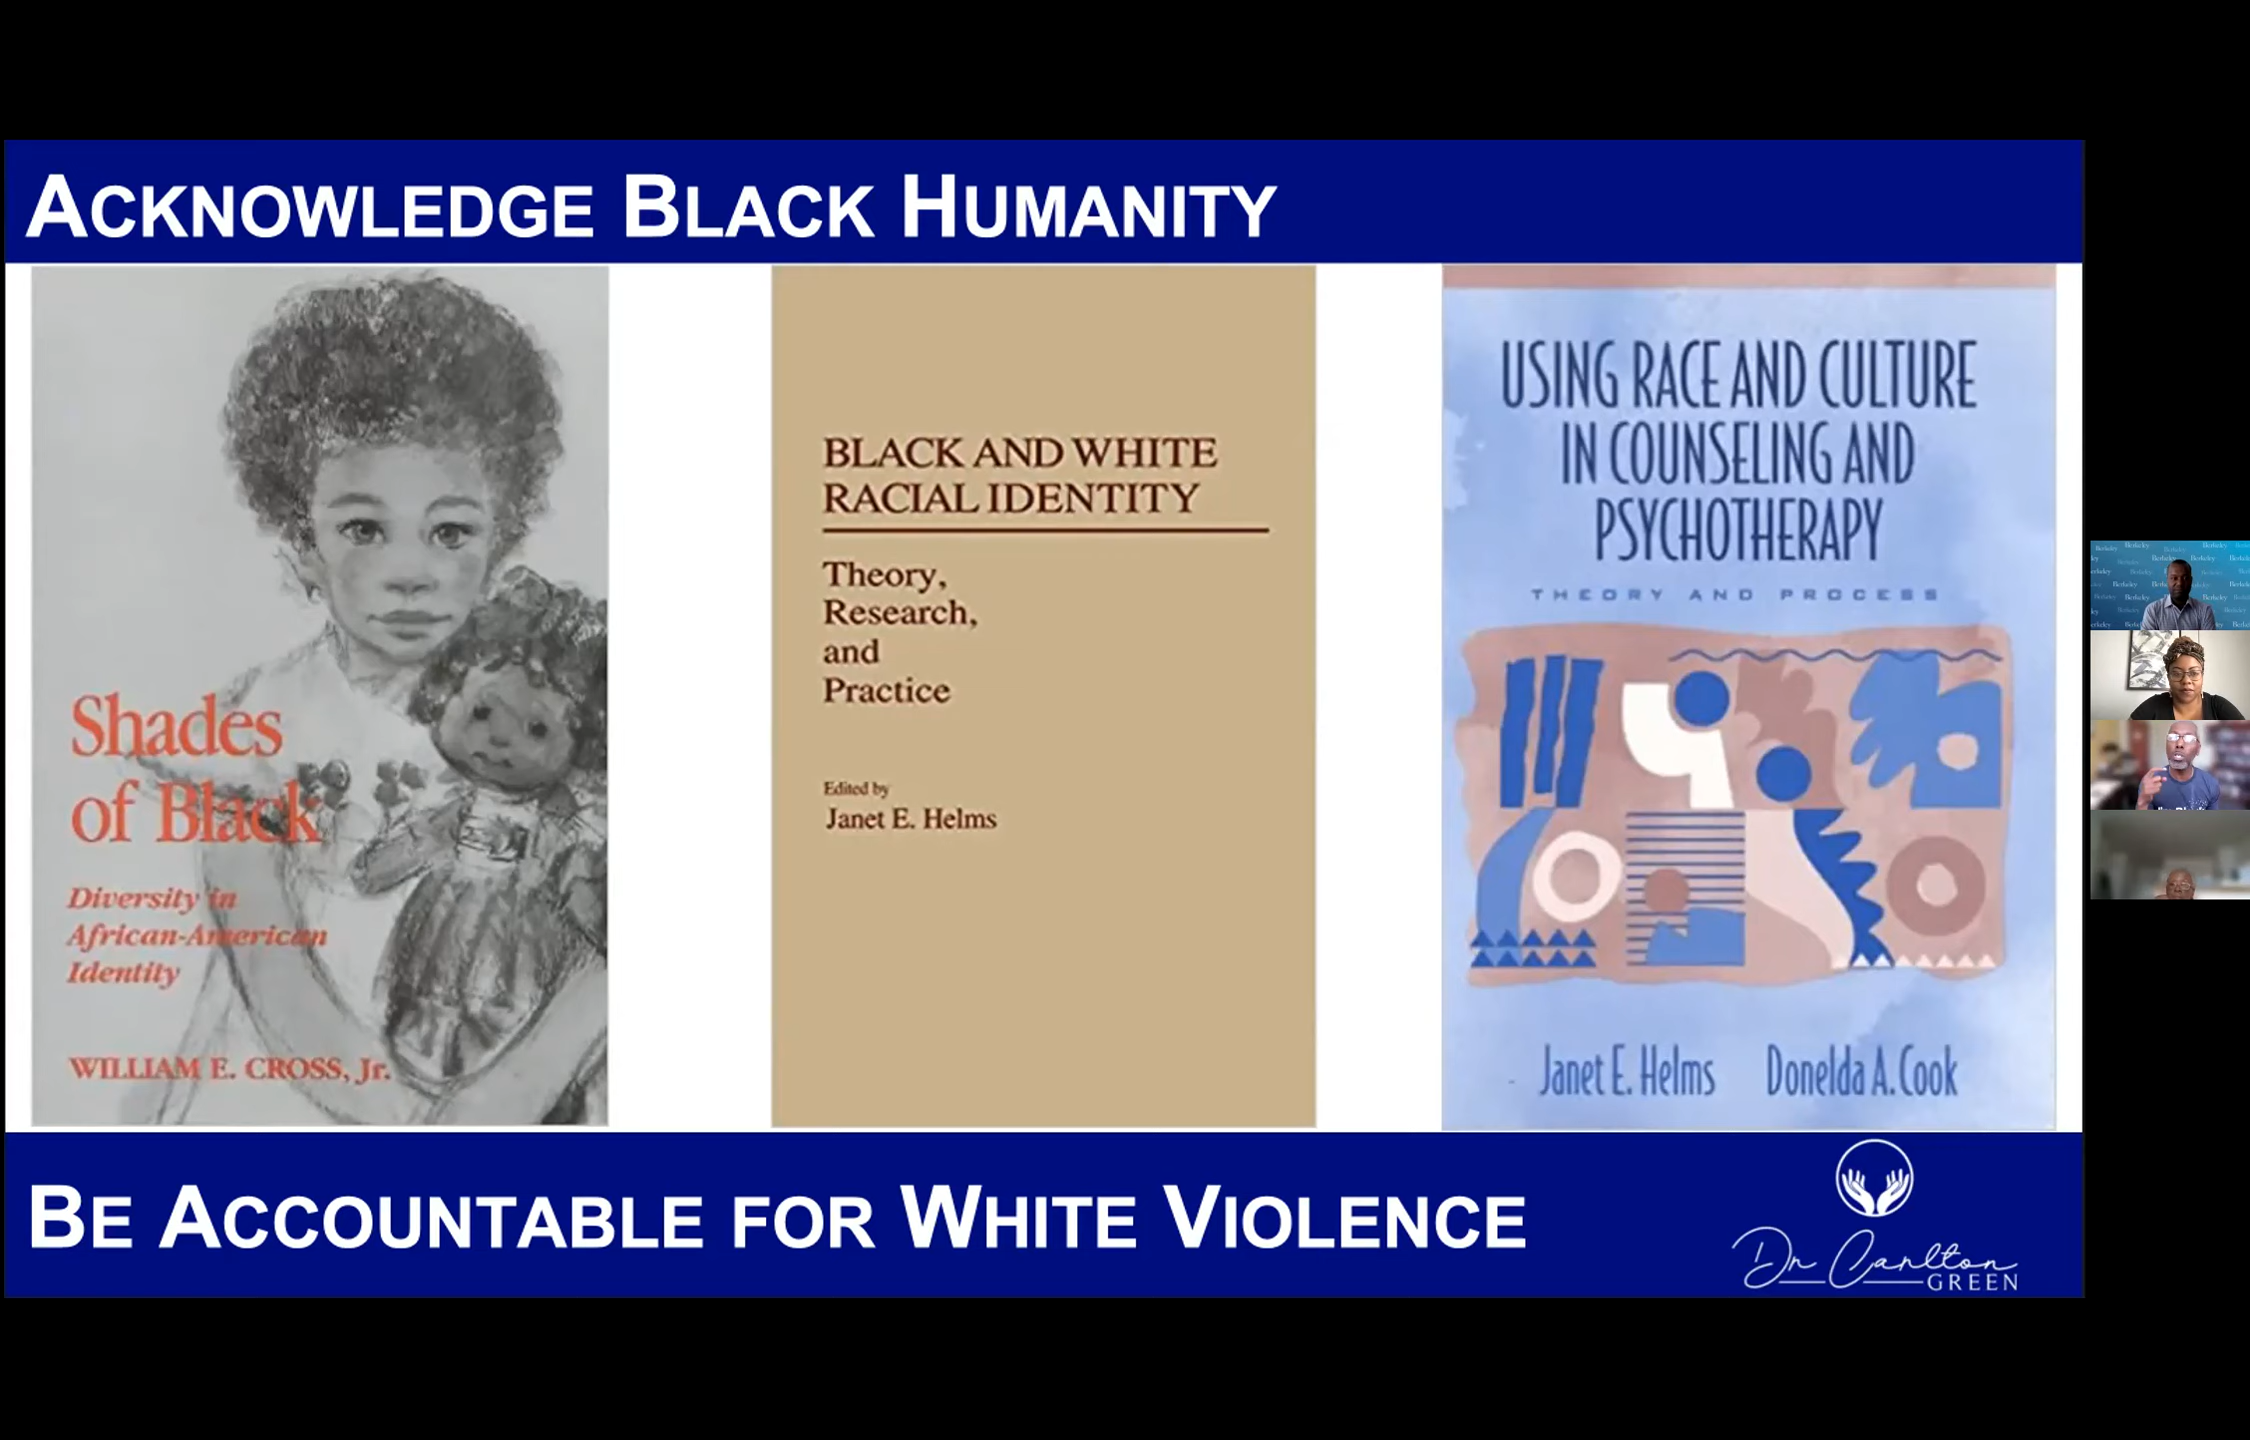 ACKNOWLEDGE BLACK HUMANITY
Shades
of Black
Diversity in
African-American
Identity
WILLIAM E. CROSS, Jr.
BLACK AND WHITE
RACIAL IDENTITY
Theory,
Research,
and
Practice
Edited by
Janet E. Helms
USING RACE AND CULTURE
IN COUNSELING AND
PSYCHOTHERAPY
THEORY AND PROCESS
Janet E. Helms Donelda A. Cook
BE ACCOUNTABLE FOR WHITE VIOLENCE
Dr Carlton
GREEN
Berkeley